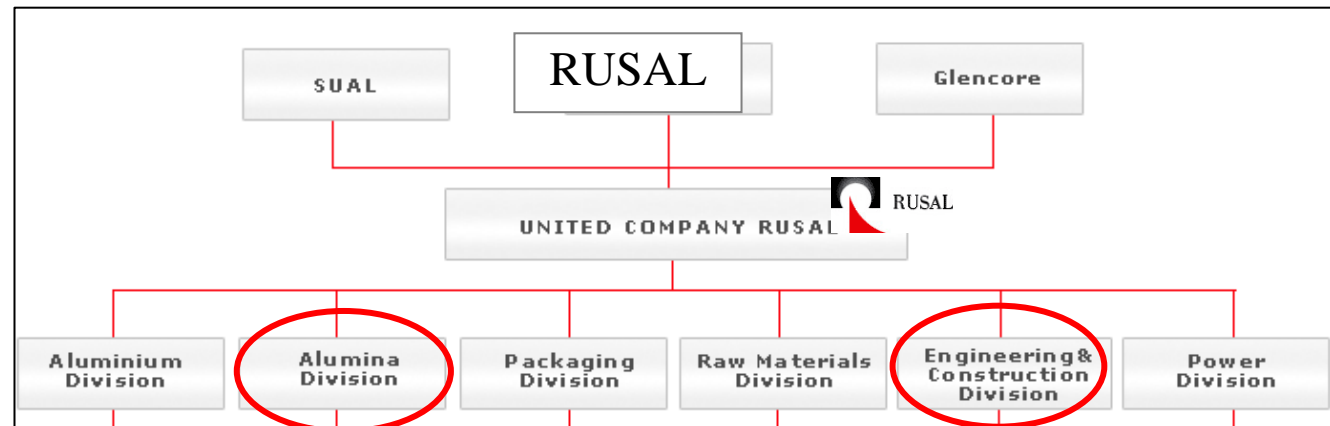 SUAL
RUSAL
Glencore
UNITED COMPANY RUSAL
RUSAL
Aluminium
Division
Alumina
Division
Packaging
Division
Raw Materials
Division
Engineering&
Construction
Division
Power
Division